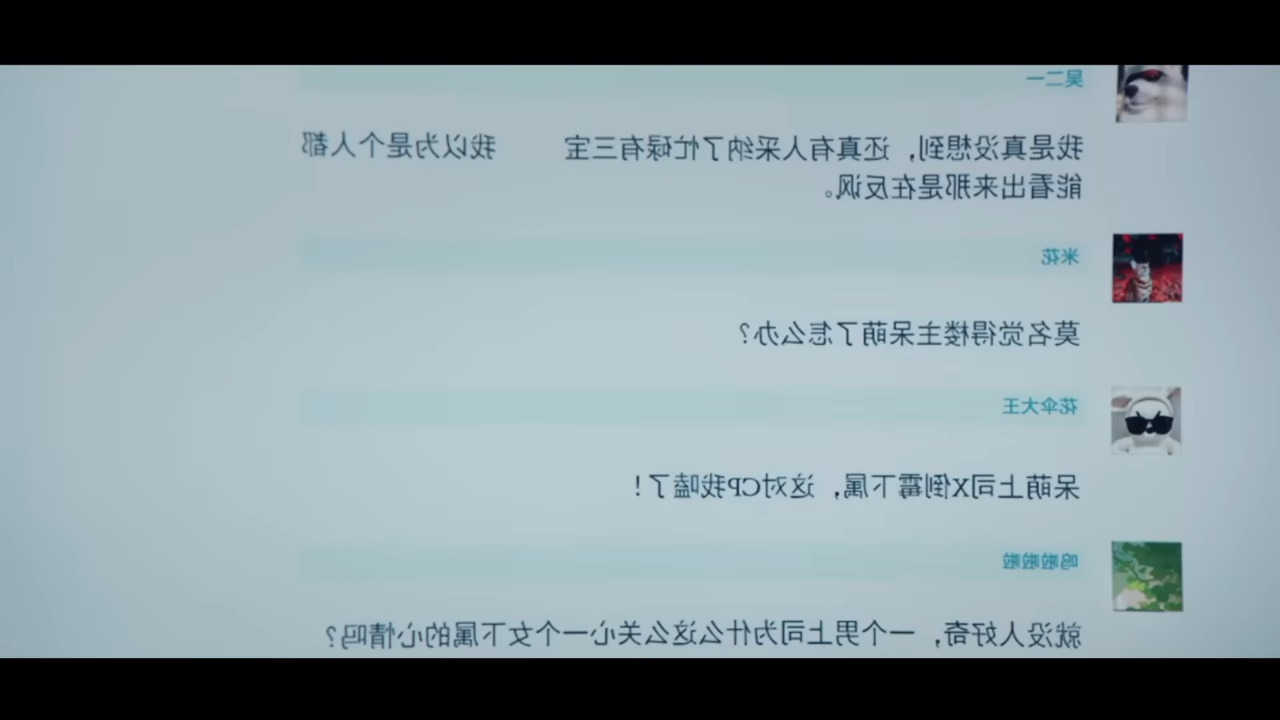 吴二一
我是真没想到，还真有人采纳了忙碌有三宝 我以为是个人都
能看出来那是在反讽。
米花
莫名觉得楼主呆萌了怎么办？
花伞大王
呆萌上司X倒霉下属，这对CP我嗑了！
呜啦啦啦
就没人好奇，一个男上司为什么这么关心一个女下属的心情吗？